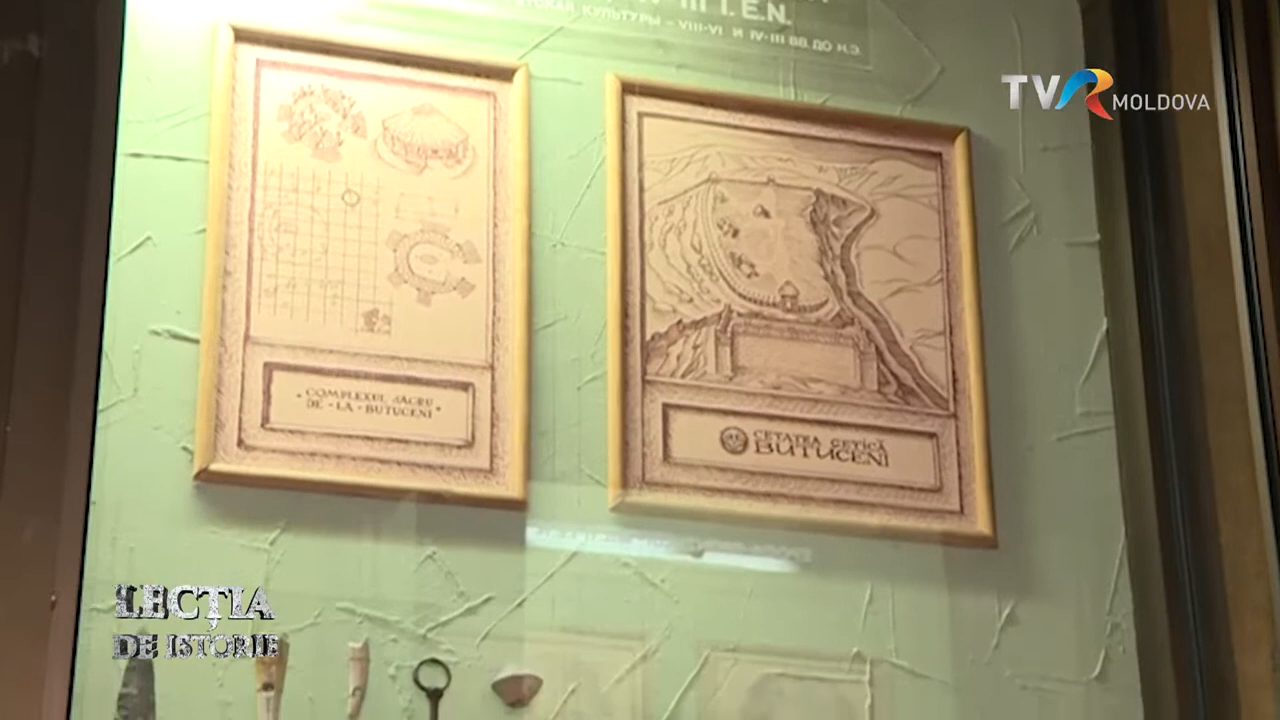 III Î.E.N.
КУЛЬТУРЫ – VIII-VI И IV-III ВВ. ДО Н.Э.
TVR MOLDOVA
"COMPLEXUL SACRU
DE - LA - BUTUCENI"
CETATEA GETICĂ
BUTUCENI
LECȚIA
DE ISTORIE